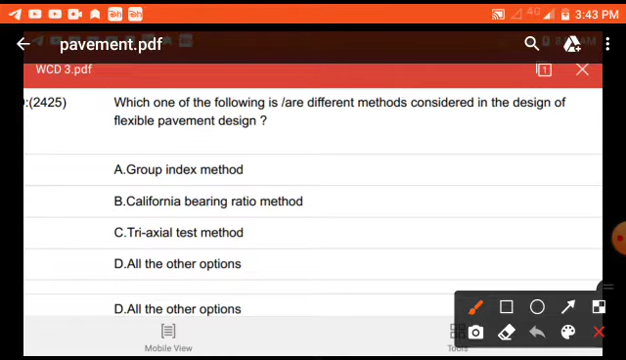 4G 3:43 PM
pavement.pdf
WCD 3.pdf
1
(2425)
Which one of the following is /are different methods considered in the design of
flexible pavement design ?
A.Group index method
B.California bearing ratio method
C.Tri-axial test method
D.All the other options
D.All the other options
Mobile View
Tools